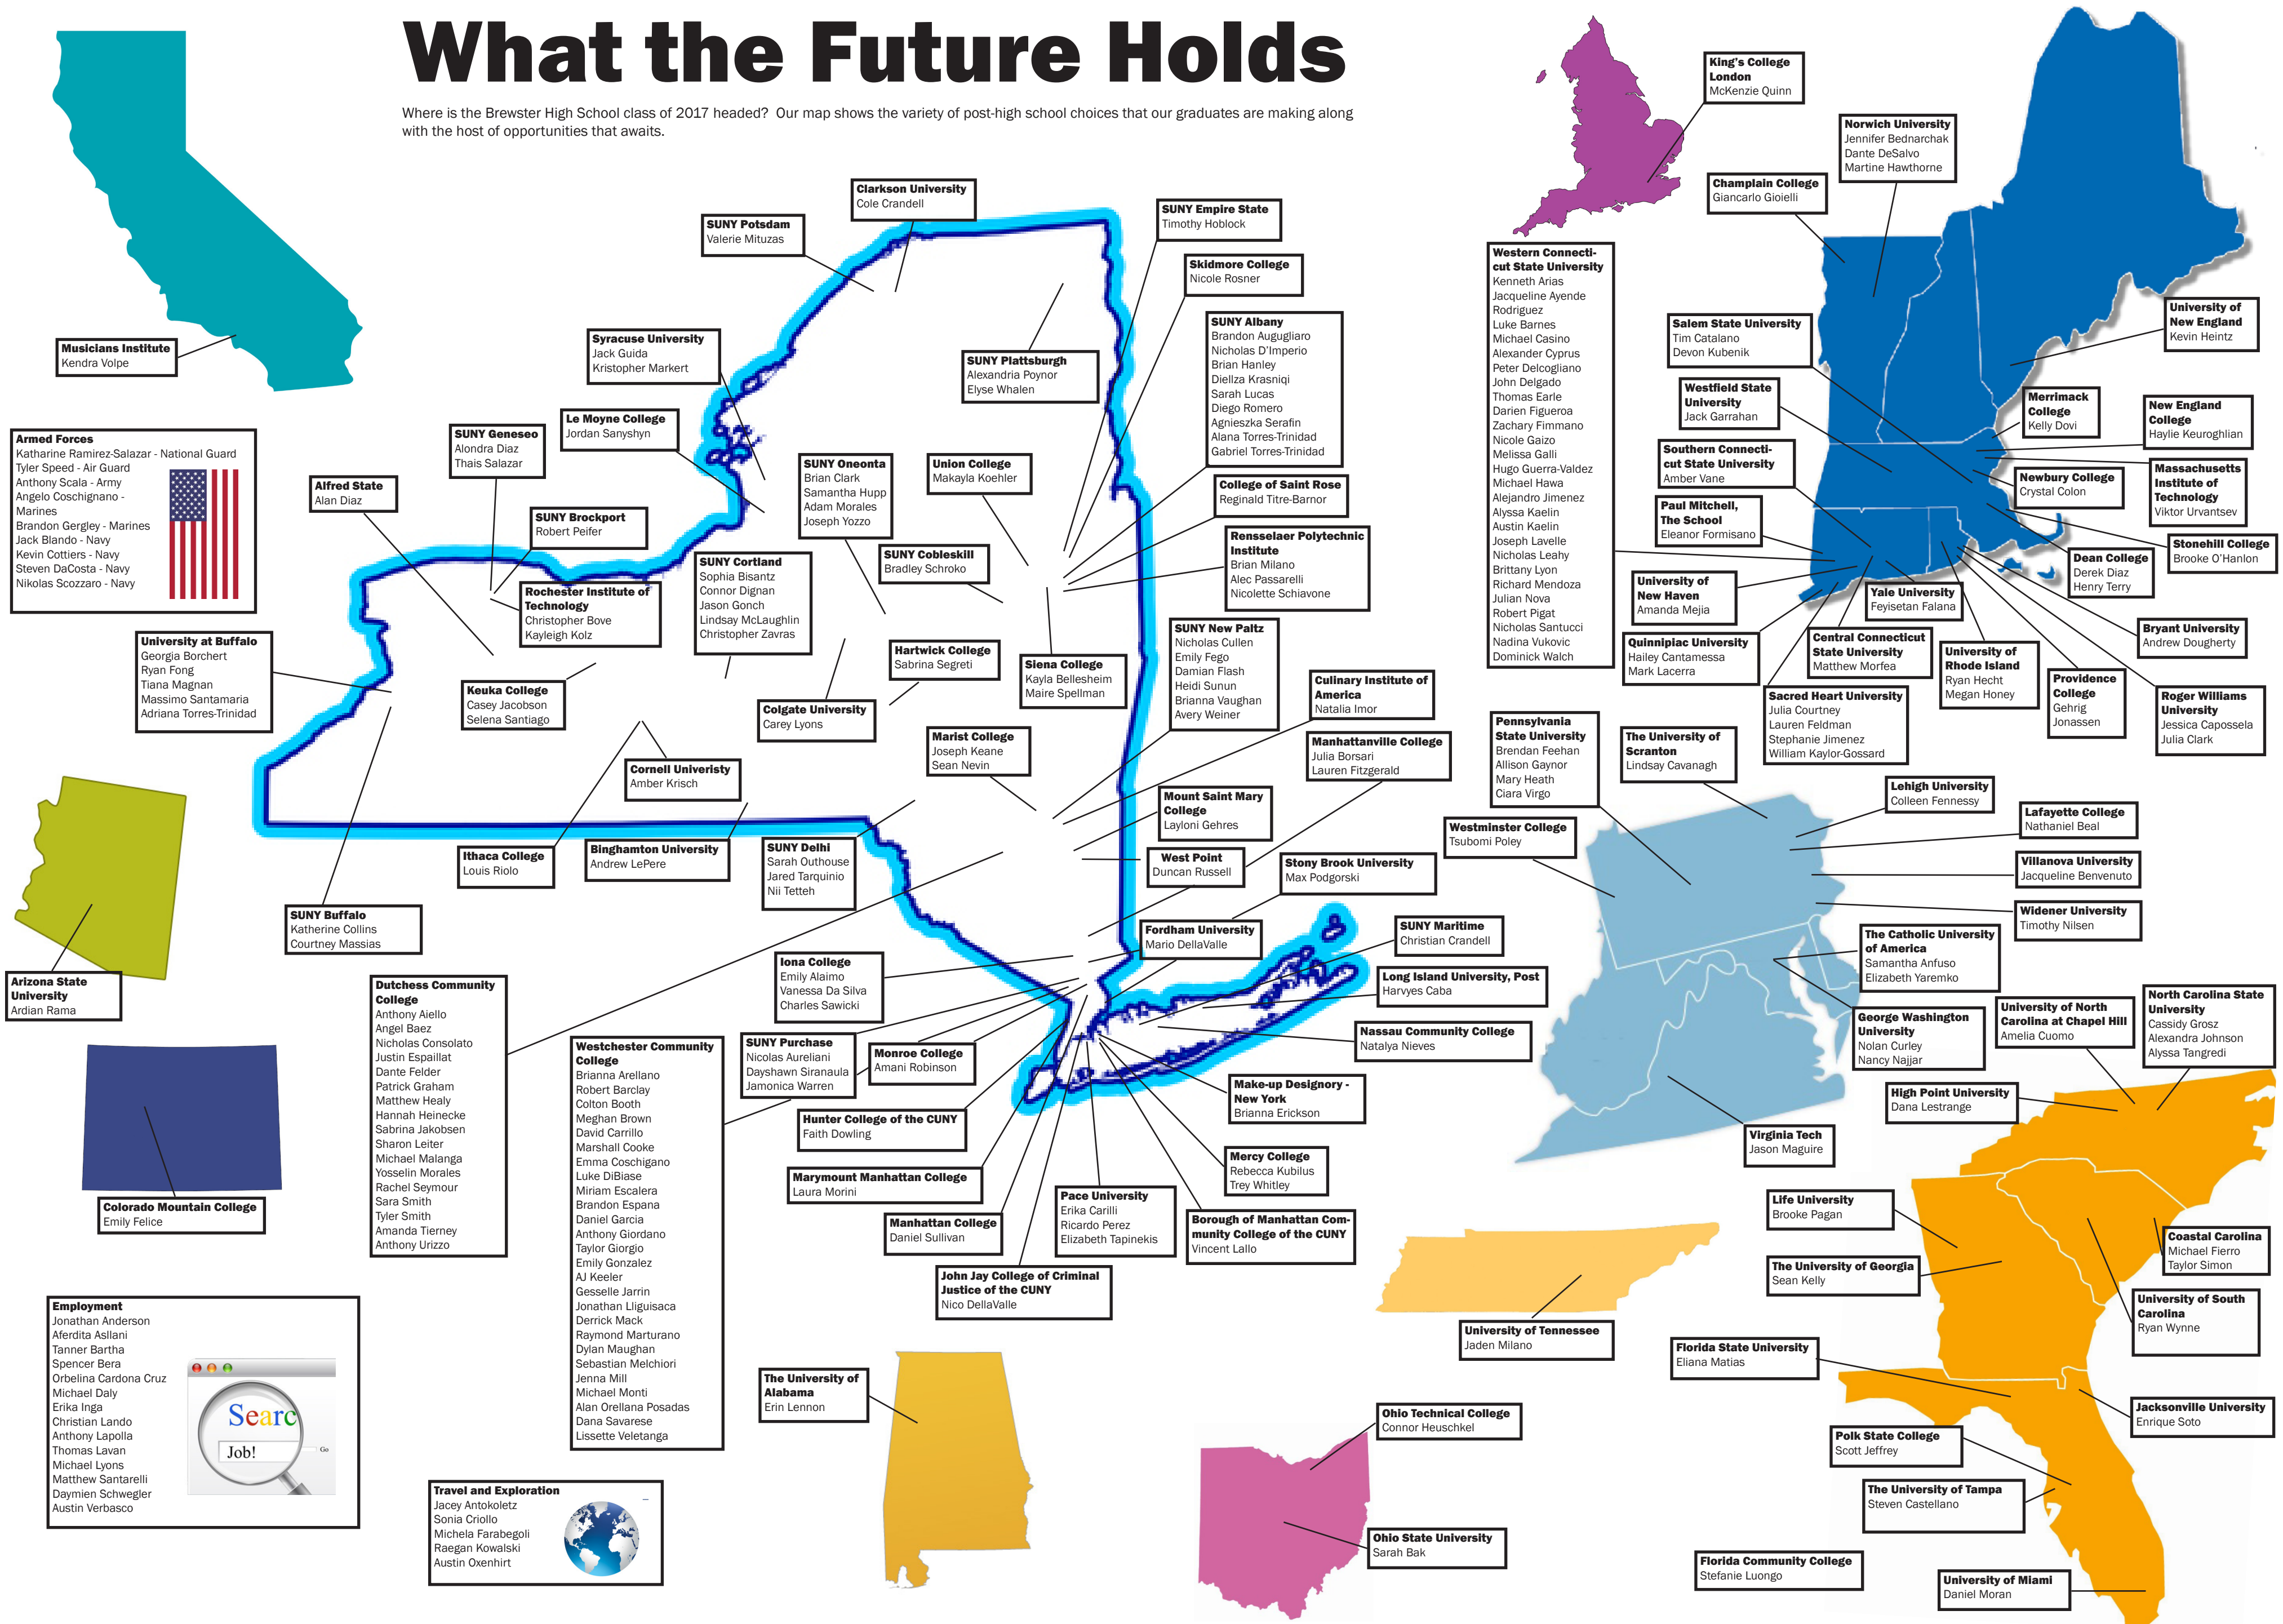 What the Future Holds
Where is the Brewster High School class of 2017 headed?  Our map shows the variety of post-high school choices that our graduates are making along
with the host of opportunities that awaits.
Musicians Institute
Kendra Volpe
Armed Forces
Katharine Ramirez-Salazar - National Guard
Tyler Speed - Air Guard
Anthony Scala - Army
Angelo Coschignano -
Marines
Brandon Gergley - Marines
Jack Blando - Navy
Kevin Cottiers - Navy
Steven DaCosta - Navy
Nikolas Scozzaro - Navy
Clarkson University
Cole Crandell
SUNY Potsdam
Valerie Mituzas
SUNY Empire State
Timothy Hoblock
Skidmore College
Nicole Rosner
Syracuse University
Jack Guida
Kristopher Markert
SUNY Plattsburgh
Alexandria Poynor
Elyse Whalen
SUNY Albany
Brandon Augugliaro
Nicholas D'Imperio
Brian Hanley
Diellza Krasniqi
Sarah Lucas
Diego Romero
Agnieszka Serafin
Alana Torres-Trinidad
Gabriel Torres-Trinidad
Le Moyne College
Jordan Sanyshyn
SUNY Geneseo
Alondra Diaz
Thais Salazar
Alfred State
Alan Diaz
SUNY Brockport
Robert Peifer
SUNY Oneonta
Brian Clark
Samantha Hupp
Adam Morales
Joseph Yozzo
Union College
Makayla Koehler
College of Saint Rose
Reginald Titre-Barnor
SUNY Cobleskill
Bradley Schroko
Rensselaer Polytechnic
Institute
Brian Milano
Alec Passarelli
Nicolette Schiavone
SUNY Cortland
Sophia Bisantz
Connor Dignan
Jason Gonch
Lindsay McLaughlin
Christopher Zavras
Rochester Institute of
Technology
Christopher Bove
Kayleigh Kolz
University at Buffalo
Georgia Borchert
Ryan Fong
Tiana Magnan
Massimo Santamaria
Adriana Torres-Trinidad
Hartwick College
Sabrina Segreti
Siena College
Kayla Bellesheim
Maire Spellman
SUNY New Paltz
Nicholas Cullen
Emily Fego
Damian Flash
Heidi Sunun
Brianna Vaughan
Avery Weiner
Culinary Institute of
America
Natalia Imor
Keuka College
Casey Jacobson
Selena Santiago
Colgate University
Carey Lyons
Marist College
Joseph Keane
Sean Nevin
Manhattanville College
Julia Borsari
Lauren Fitzgerald
Cornell Univeristy
Amber Krisch
Mount Saint Mary
College
Layloni Gehres
Ithaca College
Louis Riolo
Binghamton University
Andrew LePere
SUNY Delhi
Sarah Outhouse
Jared Tarquinio
Nii Tetteh
West Point
Duncan Russell
Stony Brook University
Max Podgorski
SUNY Buffalo
Katherine Collins
Courtney Massias
Fordham University
Mario DellaValle
SUNY Maritime
Christian Crandell
Iona College
Emily Alaimo
Vanessa Da Silva
Charles Sawicki
Long Island University, Post
Harvyes Caba
Arizona State
University
Ardian Rama
Dutchess Community
College
Anthony Aiello
Angel Baez
Nicholas Consolato
Justin Espaillat
Dante Felder
Patrick Graham
Matthew Healy
Hannah Heinecke
Sabrina Jakobsen
Sharon Leiter
Michael Malanga
Yosselin Morales
Rachel Seymour
Sara Smith
Tyler Smith
Amanda Tierney
Anthony Urizzo
Westchester Community
College
Brianna Arellano
Robert Barclay
Colton Booth
Meghan Brown
David Carrillo
Marshall Cooke
Emma Coschigano
Luke DiBiase
Miriam Escalera
Brandon Espana
Daniel Garcia
Anthony Giordano
Taylor Giorgio
Emily Gonzalez
AJ Keeler
Gesselle Jarrin
Jonathan Lliguisaca
Derrick Mack
Raymond Marturano
Dylan Maughan
Sebastian Melchiori
Jenna Mill
Michael Monti
Alan Orellana Posadas
Dana Savarese
Lissette Veletanga
SUNY Purchase
Nicolas Aureliani
Dayshawn Siranaula
Jamonica Warren
Monroe College
Amani Robinson
Nassau Community College
Natalya Nieves
Make-up Designory -
New York
Brianna Erickson
Hunter College of the CUNY
Faith Dowling
Marymount Manhattan College
Laura Morini
Mercy College
Rebecca Kubilus
Trey Whitley
Manhattan College
Daniel Sullivan
Pace University
Erika Carilli
Ricardo Perez
Elizabeth Tapinekis
Borough of Manhattan Com-
munity College of the CUNY
Vincent Lallo
John Jay College of Criminal
Justice of the CUNY
Nico DellaValle
Colorado Mountain College
Emily Felice
Employment
Jonathan Anderson
Aferdita Asllani
Tanner Bartha
Spencer Bera
Orbelina Cardona Cruz
Michael Daly
Erika Inga
Christian Lando
Anthony Lapolla
Thomas Lavan
Michael Lyons
Matthew Santarelli
Daymien Schwegler
Austin Verbasco
Searc
Job!
Go
Travel and Exploration
Jacey Antokoletz
Sonia Criollo
Michela Farabegoli
Raegan Kowalski
Austin Oxenhirt
The University of
Alabama
Erin Lennon
Ohio Technical College
Connor Heuschkel
Ohio State University
Sarah Bak
University of Tennessee
Jaden Milano
King's College
London
McKenzie Quinn
Norwich University
Jennifer Bednarchak
Dante DeSalvo
Martine Hawthorne
Champlain College
Giancarlo Gioielli
Western Connecti-
cut State University
Kenneth Arias
Jacqueline Ayende
Rodriguez
Luke Barnes
Michael Casino
Alexander Cyprus
Peter Delcogliano
John Delgado
Thomas Earle
Darien Figueroa
Zachary Fimmano
Nicole Gaizo
Melissa Galli
Hugo Guerra-Valdez
Michael Hawa
Alejandro Jimenez
Alyssa Kaelin
Austin Kaelin
Joseph Lavelle
Nicholas Leahy
Brittany Lyon
Richard Mendoza
Julian Nova
Robert Pigat
Nicholas Santucci
Nadina Vukovic
Dominick Walch
University of
New England
Kevin Heintz
Salem State University
Tim Catalano
Devon Kubenik
Westfield State
University
Jack Garrahan
Merrimack
College
Kelly Dovi
New England
College
Haylie Keuroghlian
Southern Connecti-
cut State University
Amber Vane
Newbury College
Crystal Colon
Massachusetts
Institute of
Technology
Viktor Urvantsev
Paul Mitchell,
The School
Eleanor Formisano
Stonehill College
Brooke O'Hanlon
Dean College
Derek Diaz
Henry Terry
University of
New Haven
Amanda Mejia
Yale University
Feyisetan Falana
Quinnipiac University
Hailey Cantamessa
Mark Lacerra
Central Connecticut
State University
Matthew Morfea
University of
Rhode Island
Ryan Hecht
Megan Honey
Bryant University
Andrew Dougherty
Providence
College
Gehrig
Jonassen
Roger Williams
University
Jessica Capossela
Julia Clark
Sacred Heart University
Julia Courtney
Lauren Feldman
Stephanie Jimenez
William Kaylor-Gossard
Pennsylvania
State University
Brendan Feehan
Allison Gaynor
Mary Heath
Ciara Virgo
The University of
Scranton
Lindsay Cavanagh
Lehigh University
Colleen Fennessy
Lafayette College
Nathaniel Beal
Westminster College
Tsubomi Poley
Villanova University
Jacqueline Benvenuto
Widener University
Timothy Nilsen
The Catholic University
of America
Samantha Anfuso
Elizabeth Yaremko
George Washington
University
Nolan Curley
Nancy Najjar
University of North
Carolina at Chapel Hill
Amelia Cuomo
North Carolina State
University
Cassidy Grosz
Alexandra Johnson
Alyssa Tangredi
High Point University
Dana Lestrange
Virginia Tech
Jason Maguire
Life University
Brooke Pagan
Coastal Carolina
Michael Fierro
Taylor Simon
The University of Georgia
Sean Kelly
University of South
Carolina
Ryan Wynne
Florida State University
Eliana Matias
Jacksonville University
Enrique Soto
Polk State College
Scott Jeffrey
The University of Tampa
Steven Castellano
Florida Community College
Stefanie Luongo
University of Miami
Daniel Moran